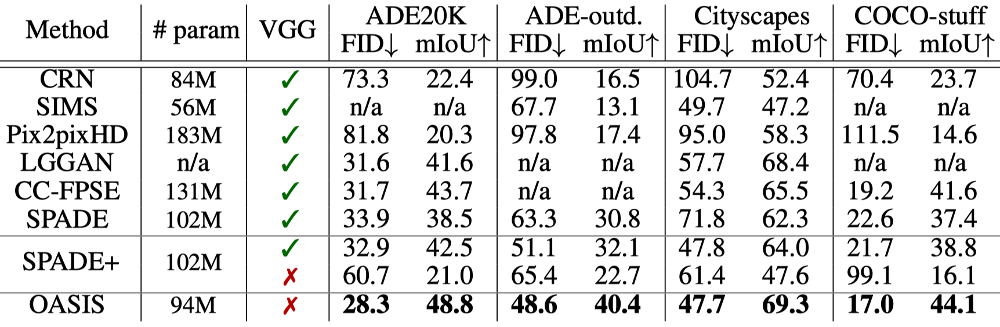 Method # param VGG ADE20K ADE-outd. Cityscapes COCO-stuff
FID↓ mIoU↑ FID↓ mIoU↑ FID↓ mIoU↑ FID↓ mIoU↑
CRN 84M ✓ 73.3 22.4 99.0 16.5 104.7 52.4 70.4 23.7
SIMS 56M ✓ n/a n/a 67.7 13.1 49.7 47.2 n/a n/a
Pix2pixHD 183M ✓ 81.8 20.3 97.8 17.4 95.0 58.3 111.5 14.6
LGGAN n/a ✓ 31.6 41.6 n/a n/a 57.7 68.4 n/a n/a
CC-FPSE 131M ✓ 31.7 43.7 n/a n/a 54.3 65.5 19.2 41.6
SPADE 102M ✓ 33.9 38.5 63.3 30.8 71.8 62.3 22.6 37.4
SPADE+ 102M ✓ 32.9 42.5 51.1 32.1 47.8 64.0 21.7 38.8
✗ 60.7 21.0 65.4 22.7 61.4 47.6 99.1 16.1
OASIS 94M ✗ 28.3 48.8 48.6 40.4 47.7 69.3 17.0 44.1